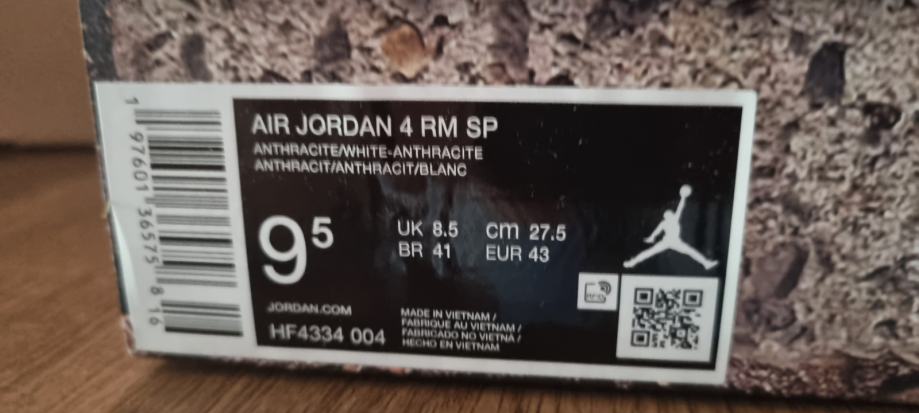 AIR JORDAN 4 RM SP
ANTHRACITE/WHITE-ANTHRACITE
ANTHRACIT/ANTHRACIT/BLANC
9⁵
UK 8.5 cm 27.5
BR 41 EUR 43
JORDAN.COM
HF4334 004
MADE IN VIETNAM /
FABRIQUE AU VIETNAM /
FABRICADO NO VIETNA /
HECHO EN VIETNAM
RFID
1 97601 36575 8 16